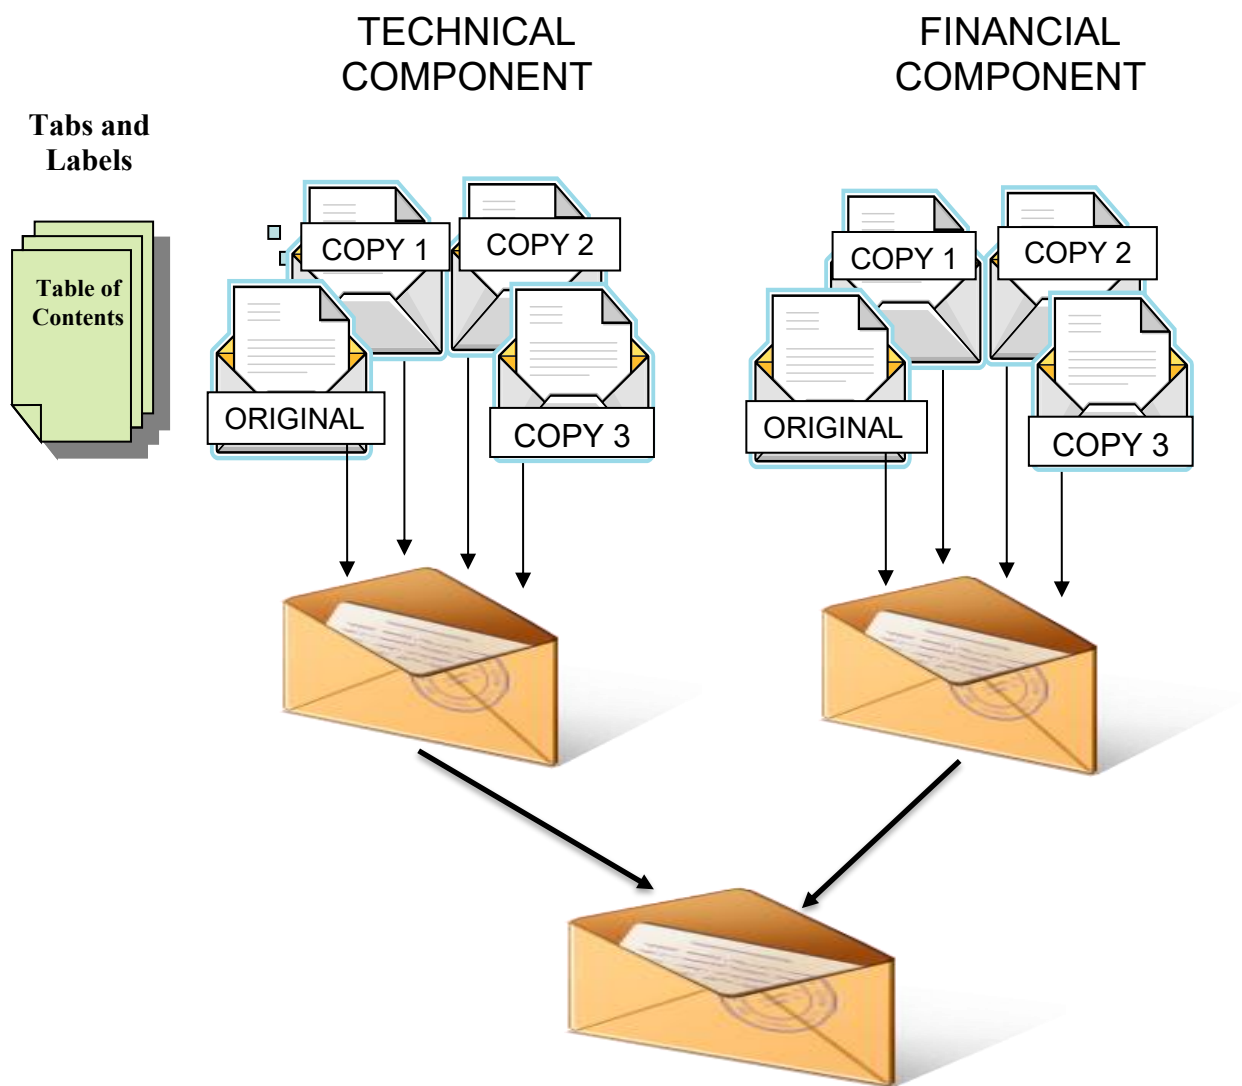 TECHNICAL
COMPONENT
FINANCIAL
COMPONENT
Tabs and
Labels
Table of
Contents
COPY 1
COPY 2
ORIGINAL
COPY 3
COPY 1
COPY 2
ORIGINAL
COPY 3